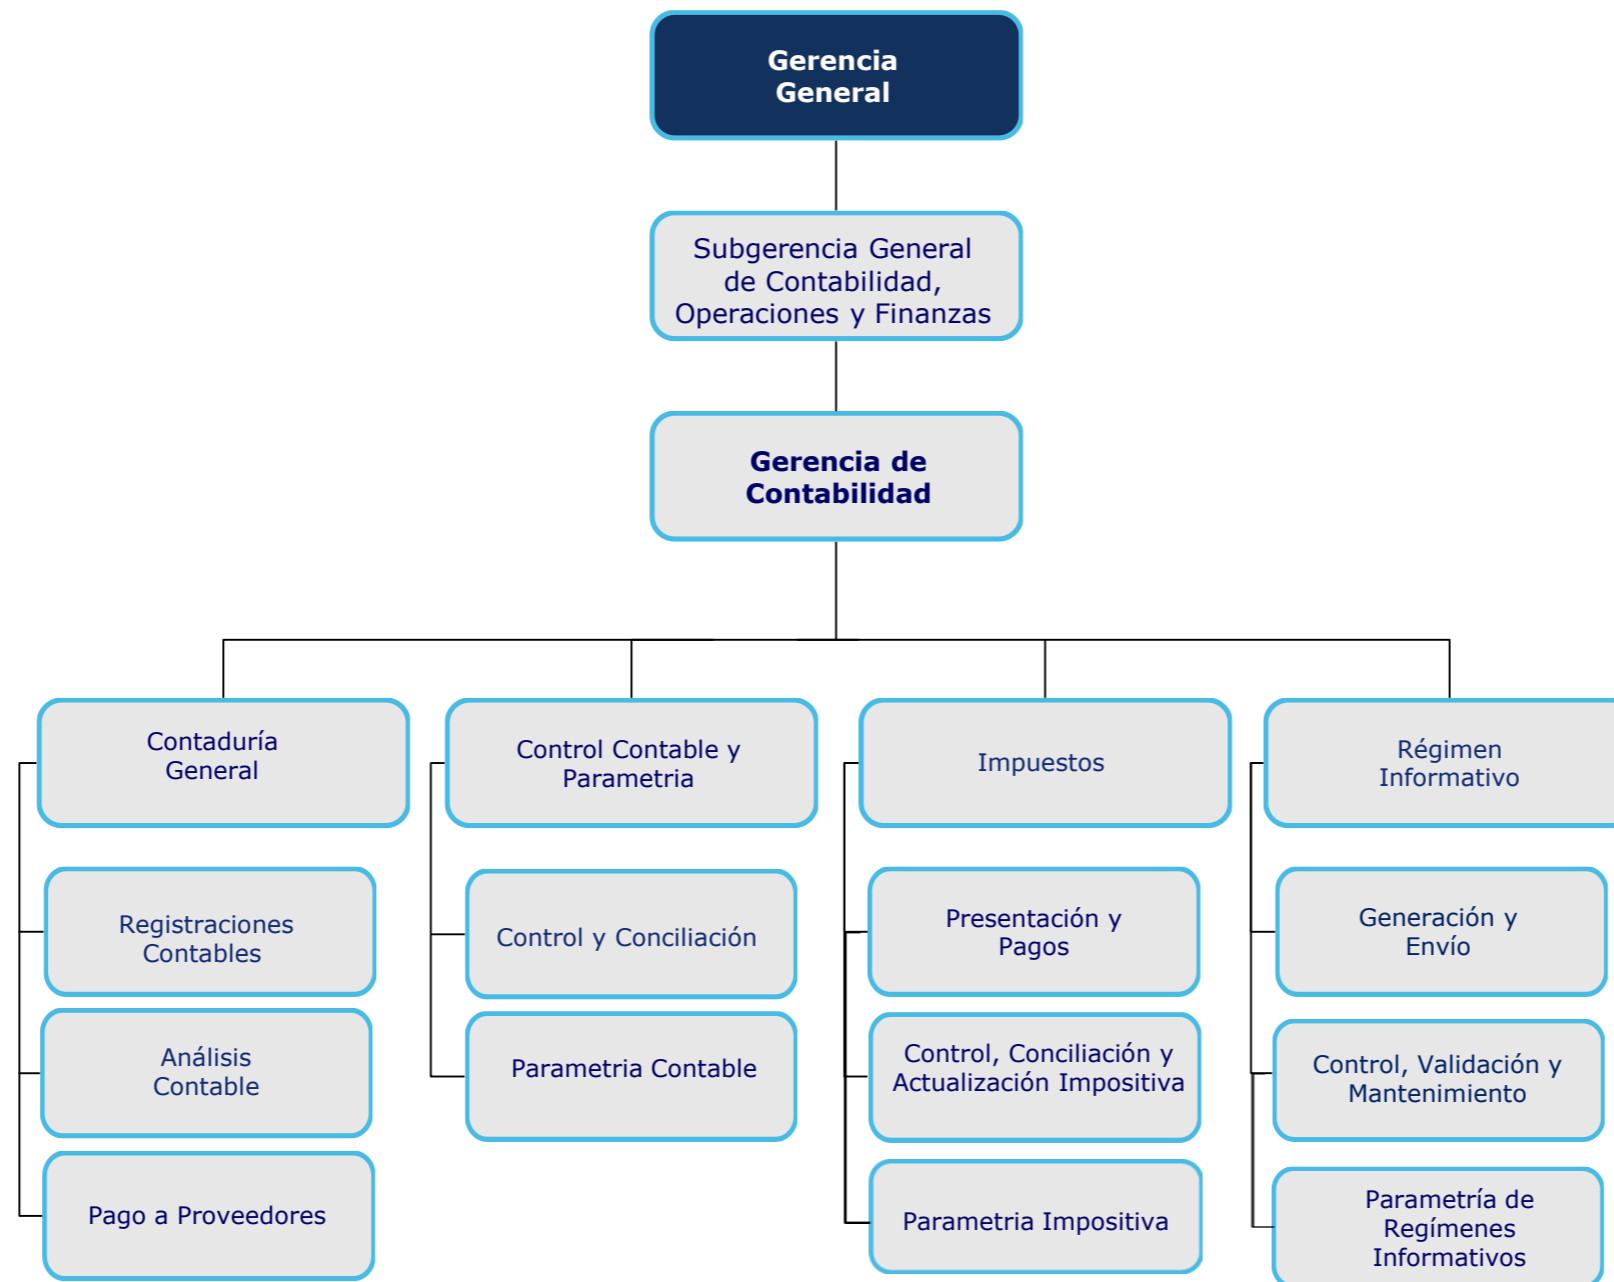 Gerencia
General
Subgerencia General
de Contabilidad,
Operaciones y Finanzas
Gerencia de
Contabilidad
Contaduría
General
Control Contable y
Parametria
Impuestos
Régimen
Informativo
Registraciones
Contables
Control y Conciliación
Presentación y
Pagos
Generación y
Envío
Análisis
Contable
Parametria Contable
Control, Conciliación y
Actualización Impositiva
Control, Validación y
Mantenimiento
Pago a Proveedores
Parametria Impositiva
Parametría de
Regímenes
Informativos